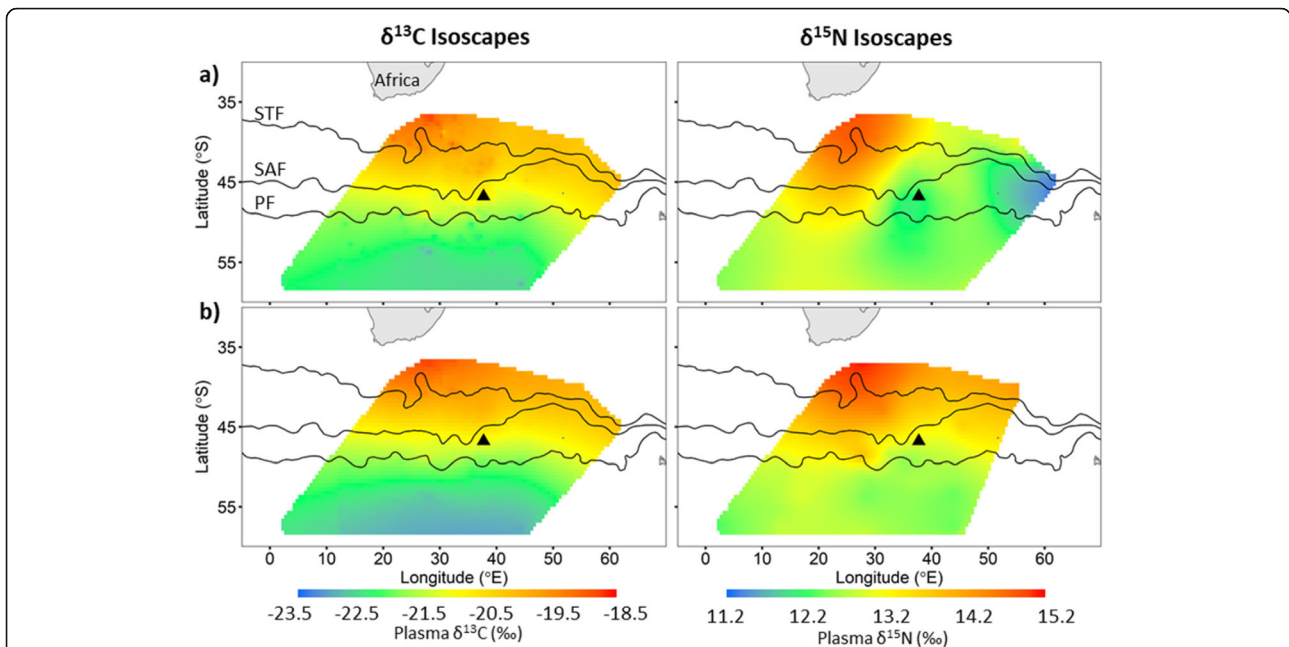 δ¹³C Isoscapes
δ¹⁵N Isoscapes
a)
Africa
STF
SAF
PF
35
45
55
Latitude (°S)
b)
35
45
55
Latitude (°S)
0 10 20 30 40 50 60
Longitude (°E)
0 10 20 30 40 50 60
Longitude (°E)
-23.5 -22.5 -21.5 -20.5 -19.5 -18.5
Plasma δ¹³C (‰)
11.2 12.2 13.2 14.2 15.2
Plasma δ¹⁵N (‰)